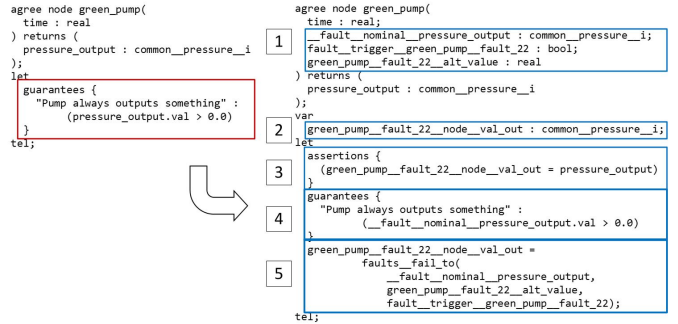 agree node green_pump(
  time : real
) returns (
  pressure_output : common__pressure__i
);
let
  guarantees {
    "Pump always outputs something" :
        (pressure_output.val > 0.0)
  }
tel;
agree node green_pump(
  time : real;
1
  __fault__nominal__pressure_output : common__pressure__i;
  fault__trigger__green_pump__fault_22 : bool;
  green_pump__fault_22__alt_value : real
) returns (
  pressure_output : common__pressure__i
);
var
2
  green_pump__fault_22__node__val_out : common__pressure__i;
let
3
  assertions {
    (green_pump__fault_22__node__val_out = pressure_output)
  }
4
  guarantees {
    "Pump always outputs something" :
          (__fault__nominal__pressure_output.val > 0.0)
  }
5
  green_pump__fault_22__node__val_out =
          faults__fail_to(
              __fault__nominal__pressure_output,
              green_pump__fault_22__alt_value,
              fault__trigger__green_pump__fault_22);
tel;